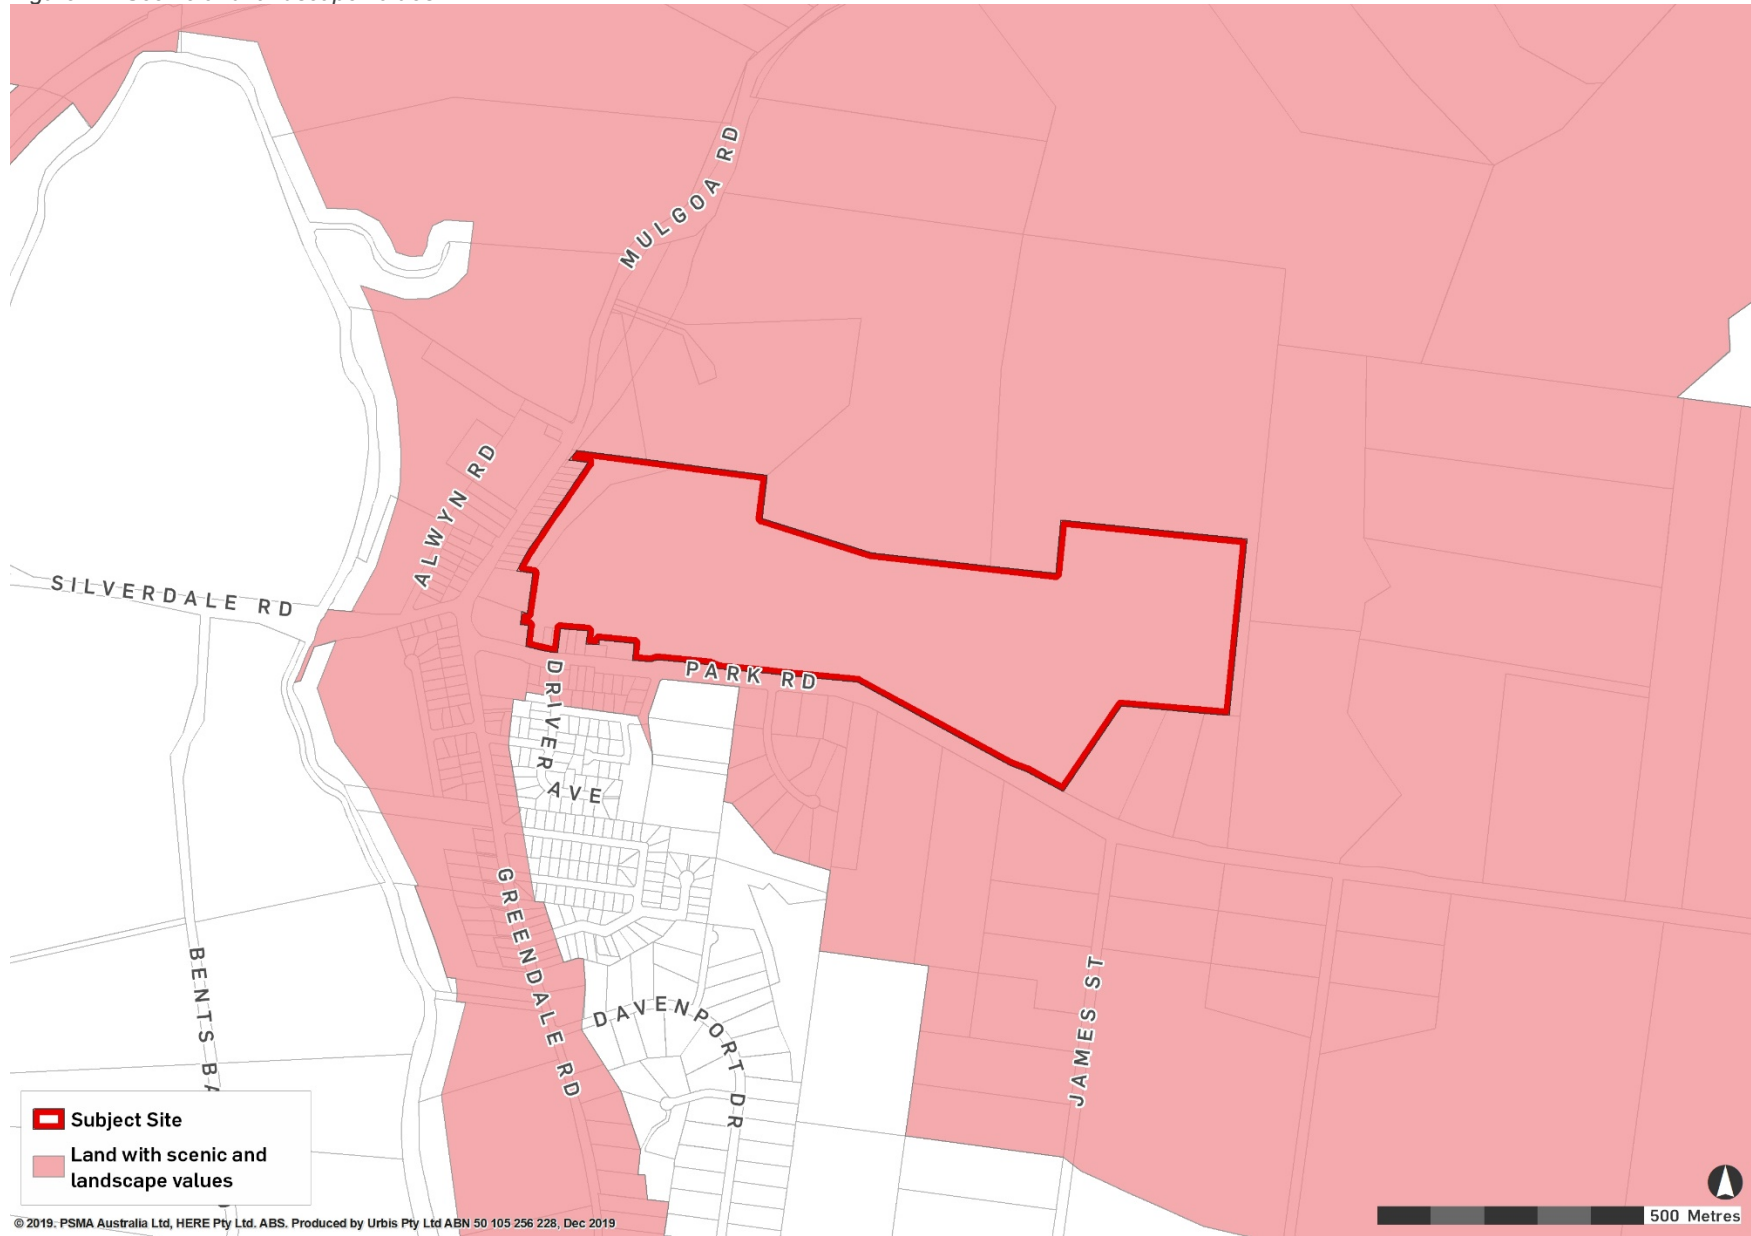 MULGOA RD
ALWYN RD
SILVERDALE RD
PARK RD
DRIVER AVE
GREENDALE RD
BENTS BA
DAVENPORT DR
JAMES ST
Subject Site
Land with scenic and
landscape values
500 Metres
© 2019. PSMA Australia Ltd, HERE Pty Ltd. ABS. Produced by Urbis Pty Ltd ABN 50 105 256 228, Dec 2019